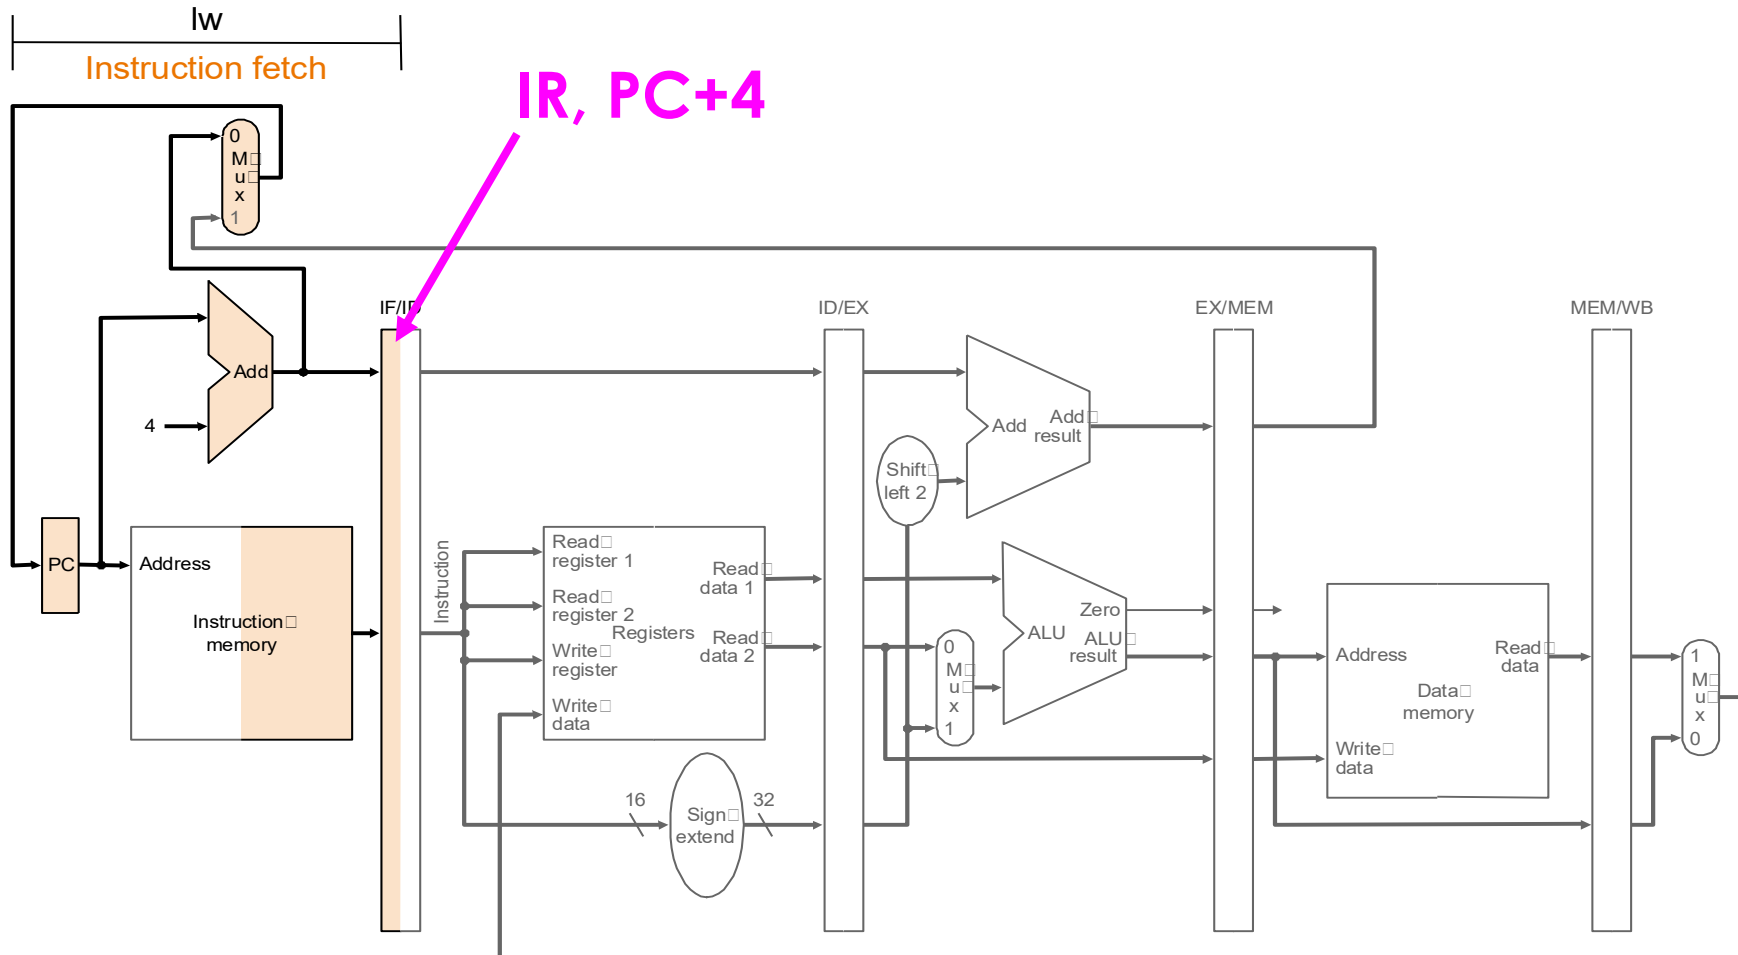 lw
Instruction fetch
IR, PC+4
0
M
u
x
1
IF/ID
ID/EX
EX/MEM
MEM/WB
Add
4
Add
Add
result
Shift
left 2
PC
Address
Instruction
memory
Instruction
Read
register 1
Read
register 2
Write
register
Write
data
Registers
Read
data 1
Read
data 2
0
M
u
x
1
Zero
ALU
ALU
result
Address
Read
data
Data
memory
Write
data
1
M
u
x
0
16
Sign
extend
32